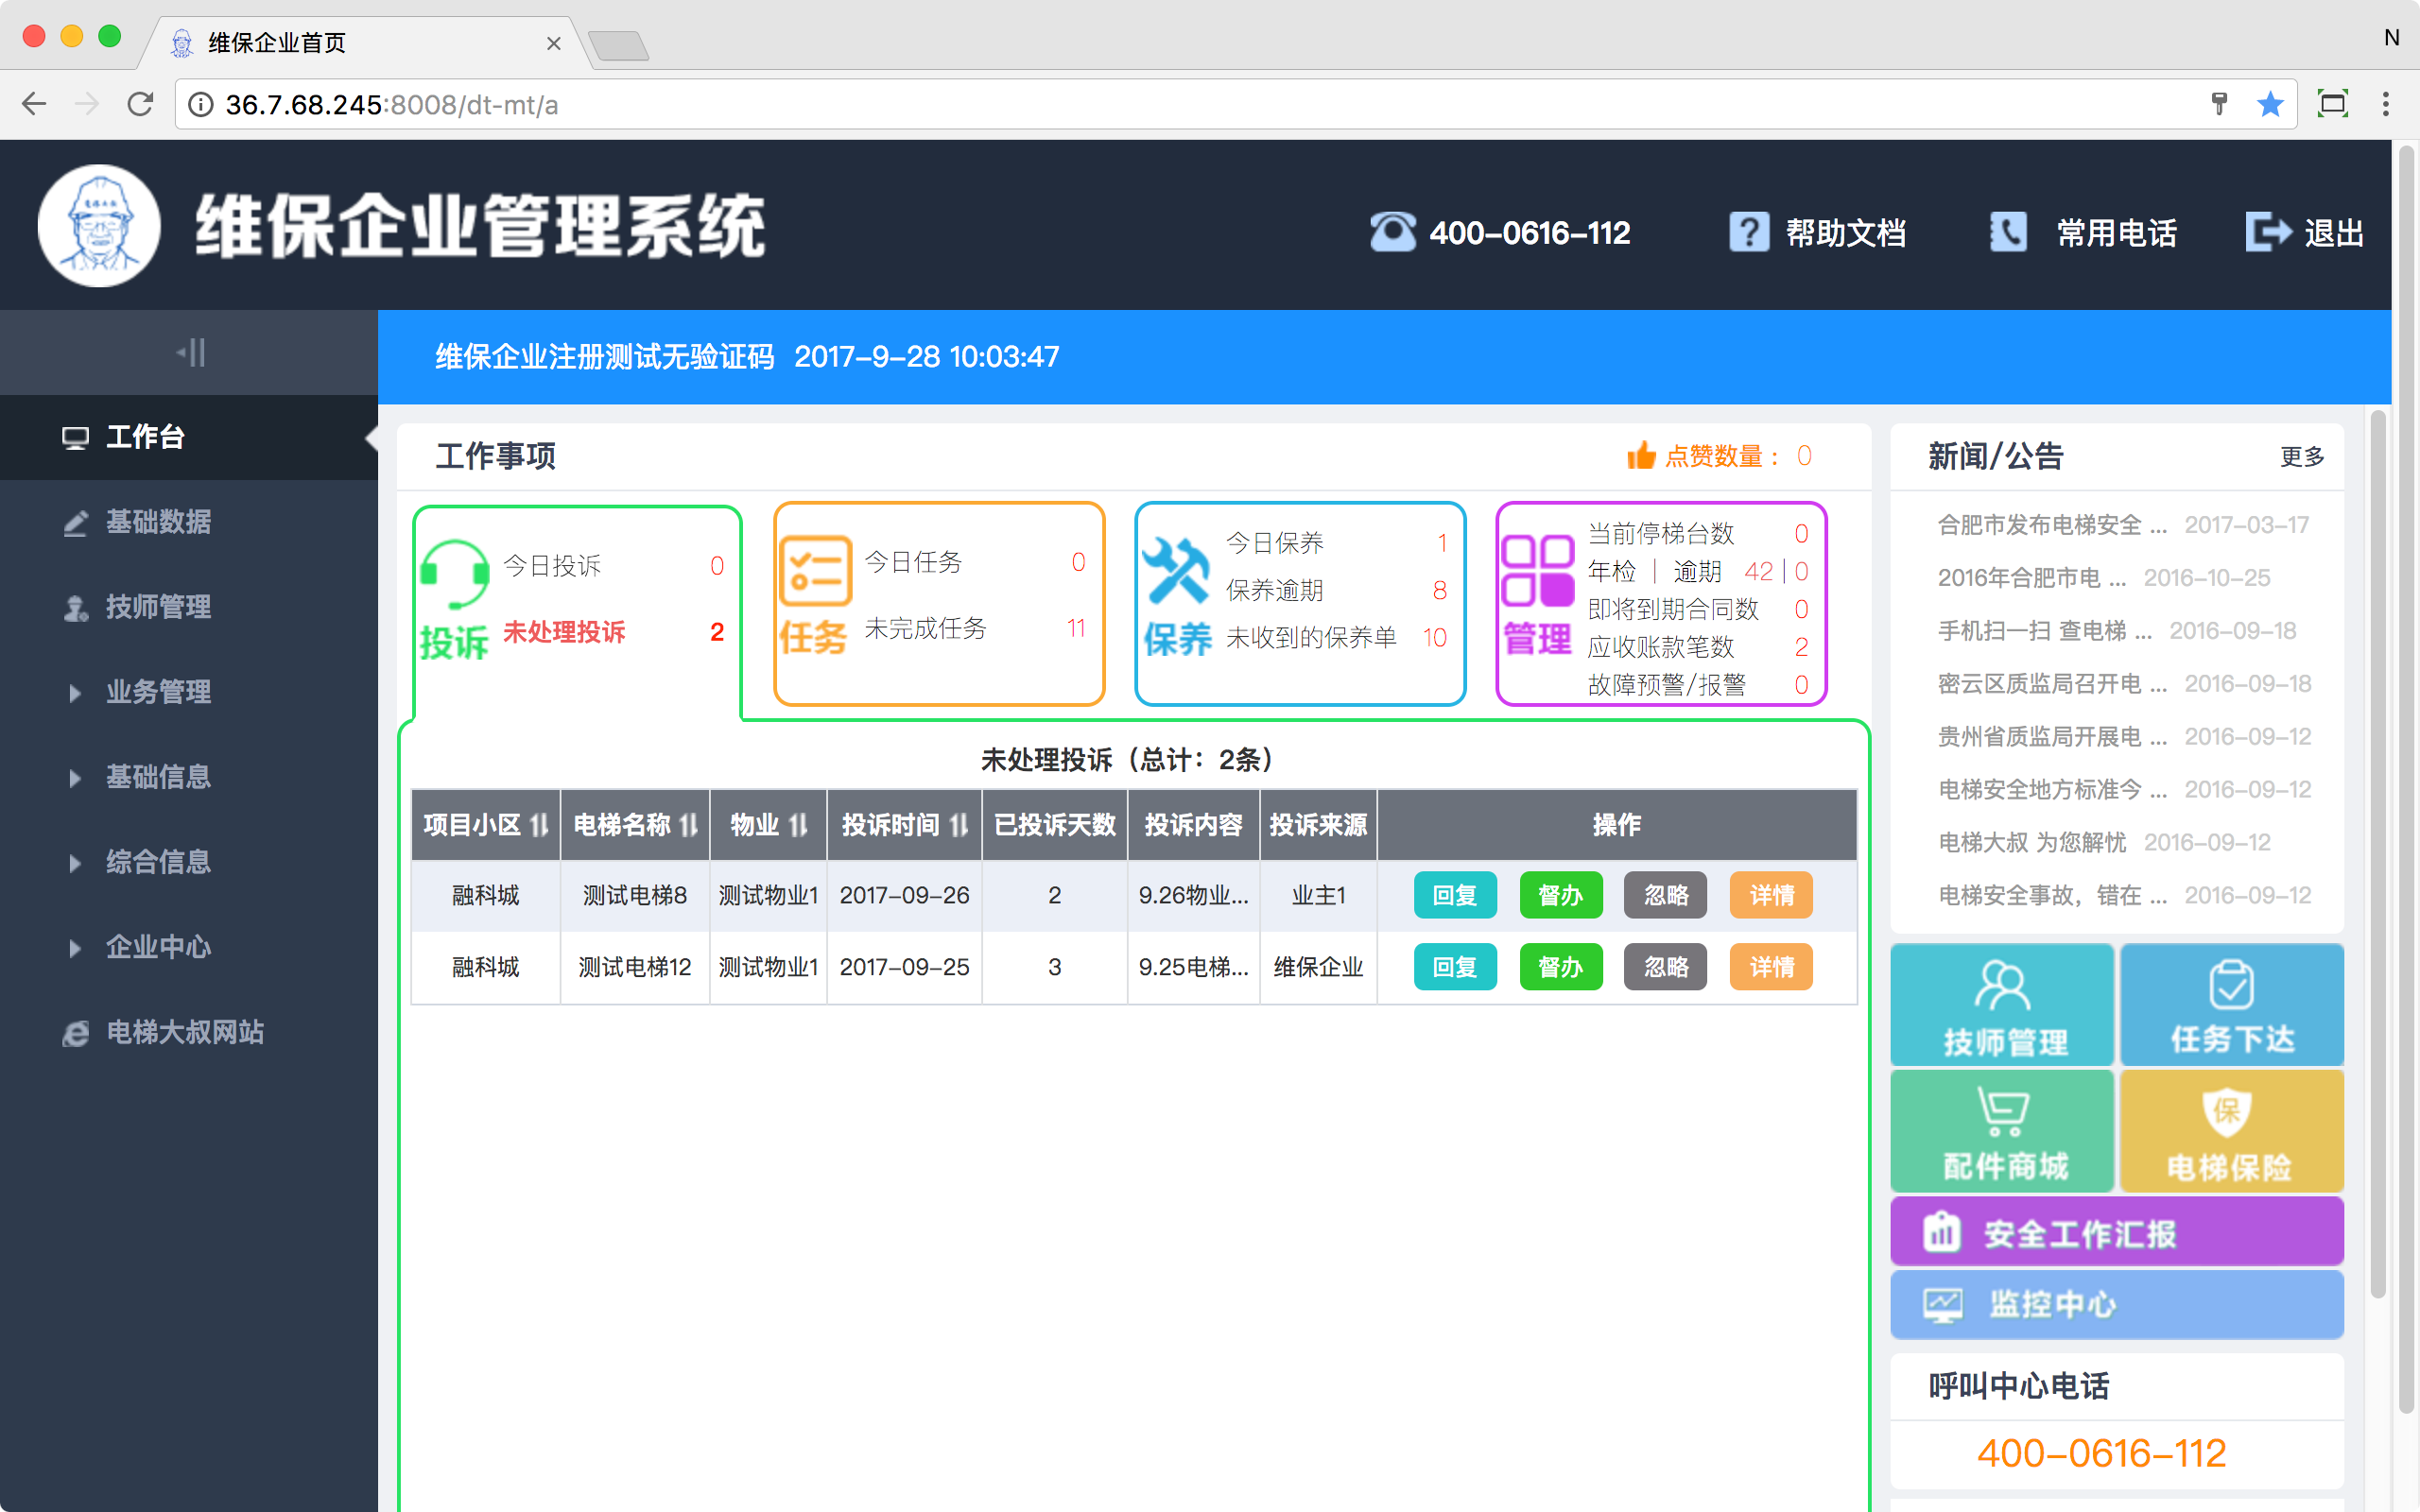 维保企业首页
N
36.7.68.245:8008/dt-mt/a
维保企业管理系统
400-0616-112
帮助文档
常用电话
退出
维保企业注册测试无验证码 2017-9-28 10:03:47
工作台
基础数据
技师管理
业务管理
基础信息
综合信息
企业中心
电梯大叔网站
工作事项
点赞数量： 0
投诉
今日投诉 0
未处理投诉 2
任务
今日任务 0
未完成任务 11
保养
今日保养 1
保养逾期 8
未收到的保养单 10
管理
当前停梯台数 0
年检 | 逾期 42 | 0
即将到期合同数 0
应收账款笔数 2
故障预警/报警 0
未处理投诉（总计：2条）
项目小区 电梯名称 物业 投诉时间 已投诉天数 投诉内容 投诉来源 操作
融科城 测试电梯8 测试物业1 2017-09-26 2 9.26物业... 业主1 回复 督办 忽略 详情
融科城 测试电梯12 测试物业1 2017-09-25 3 9.25电梯... 维保企业 回复 督办 忽略 详情
新闻/公告 更多
合肥市发布电梯安全 ... 2017-03-17
2016年合肥市电 ... 2016-10-25
手机扫一扫 查电梯 ... 2016-09-18
密云区质监局召开电 ... 2016-09-18
贵州省质监局开展电 ... 2016-09-12
电梯安全地方标准今 ... 2016-09-12
电梯大叔 为您解忧 2016-09-12
电梯安全事故，错在 ... 2016-09-12
技师管理
任务下达
配件商城
保
电梯保险
安全工作汇报
监控中心
呼叫中心电话
400-0616-112